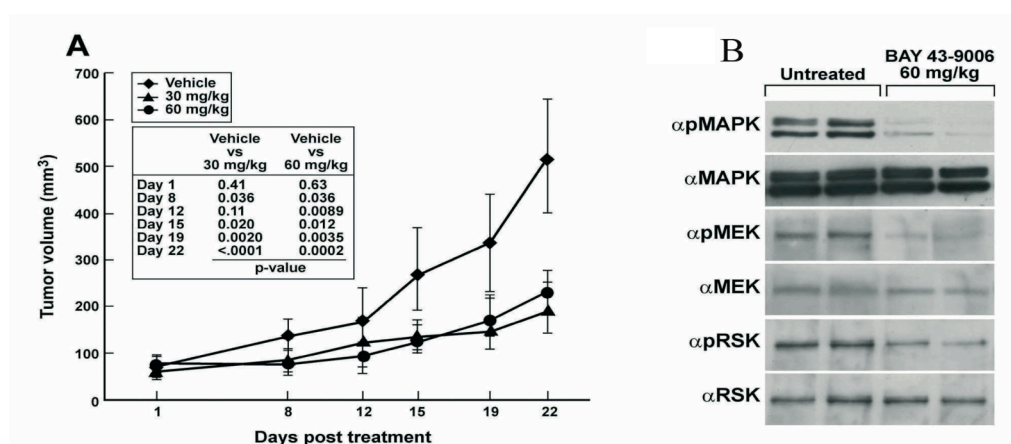 A
700
600
500
400
300
200
100
0
Tumor volume (mm³)
Vehicle
30 mg/kg
60 mg/kg
Vehicle vs 30 mg/kg
Vehicle vs 60 mg/kg
Day 1 0.41 0.63
Day 8 0.036 0.036
Day 12 0.11 0.0089
Day 15 0.020 0.012
Day 19 0.0020 0.0035
Day 22 <.0001 0.0002
p-value
1 8 12 15 19 22
Days post treatment
B
Untreated
BAY 43-9006
60 mg/kg
αpMAPK
αMAPK
αpMEK
αMEK
αpRSK
αRSK